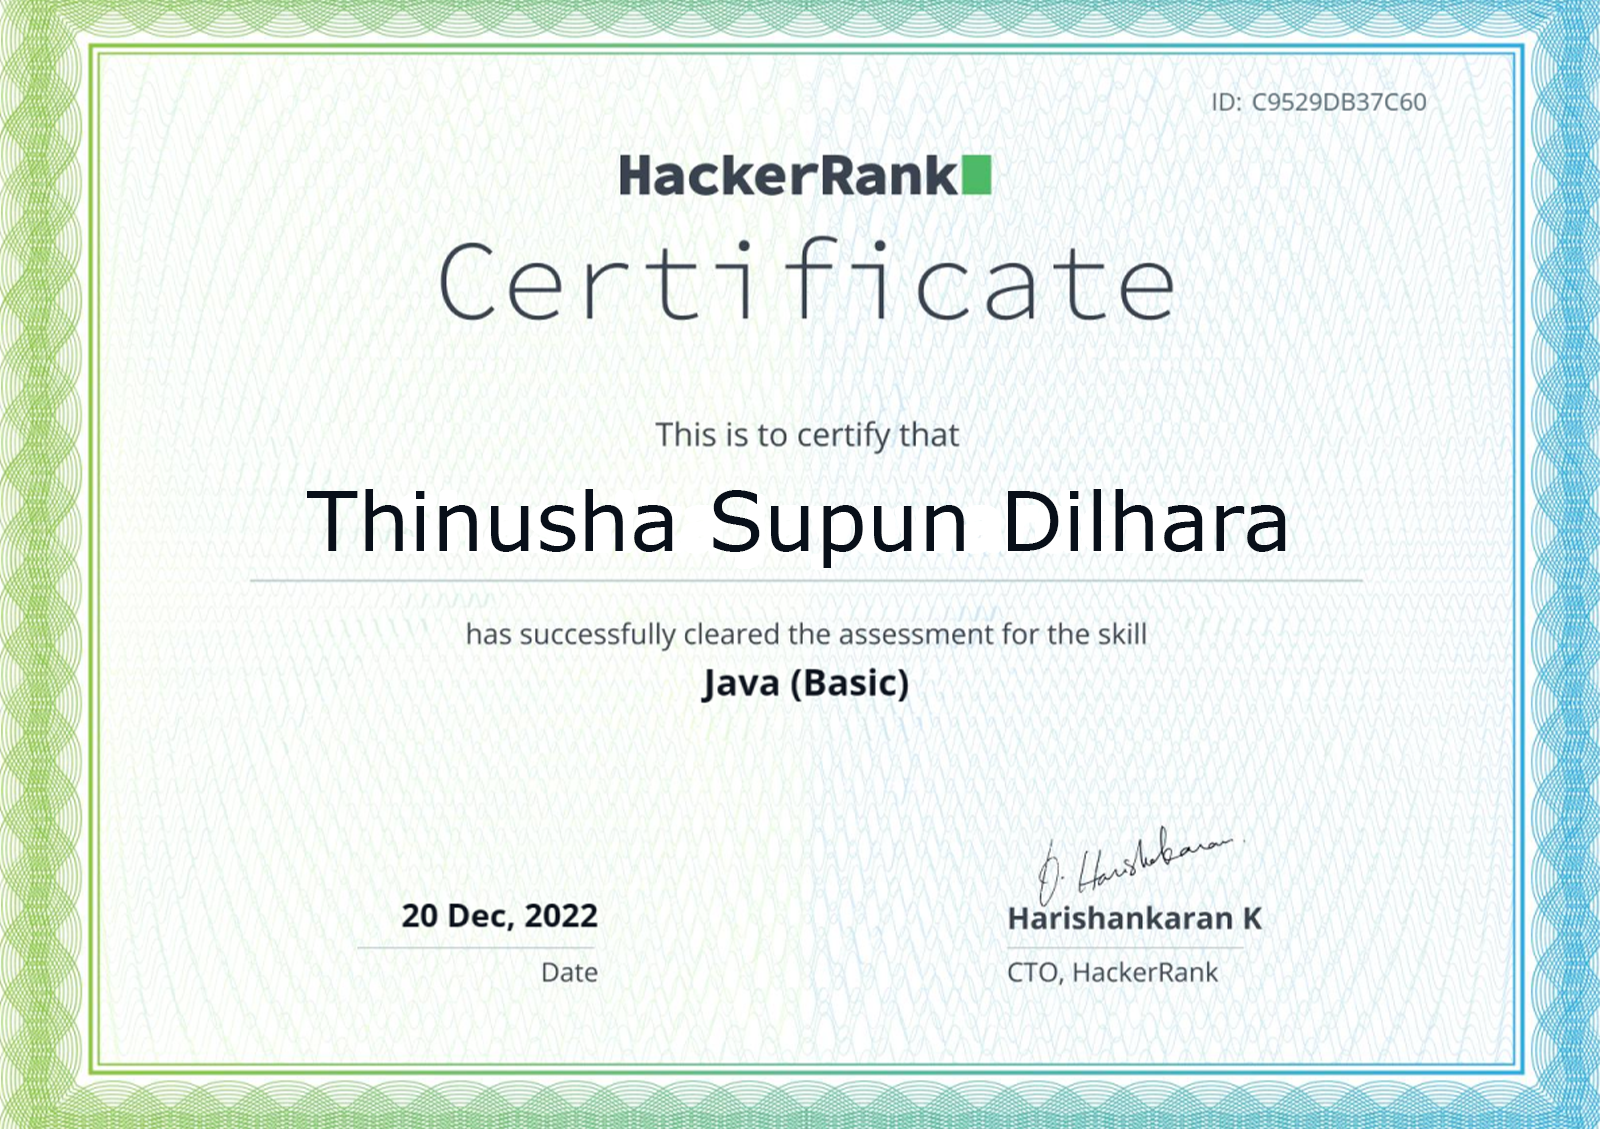 ID: C9529DB37C60
HackerRank
Certificate
This is to certify that
Thinusha Supun Dilhara
has successfully cleared the assessment for the skill
Java (Basic)
20 Dec, 2022
Date
O. Harishankaran.
Harishankaran K
CTO, HackerRank